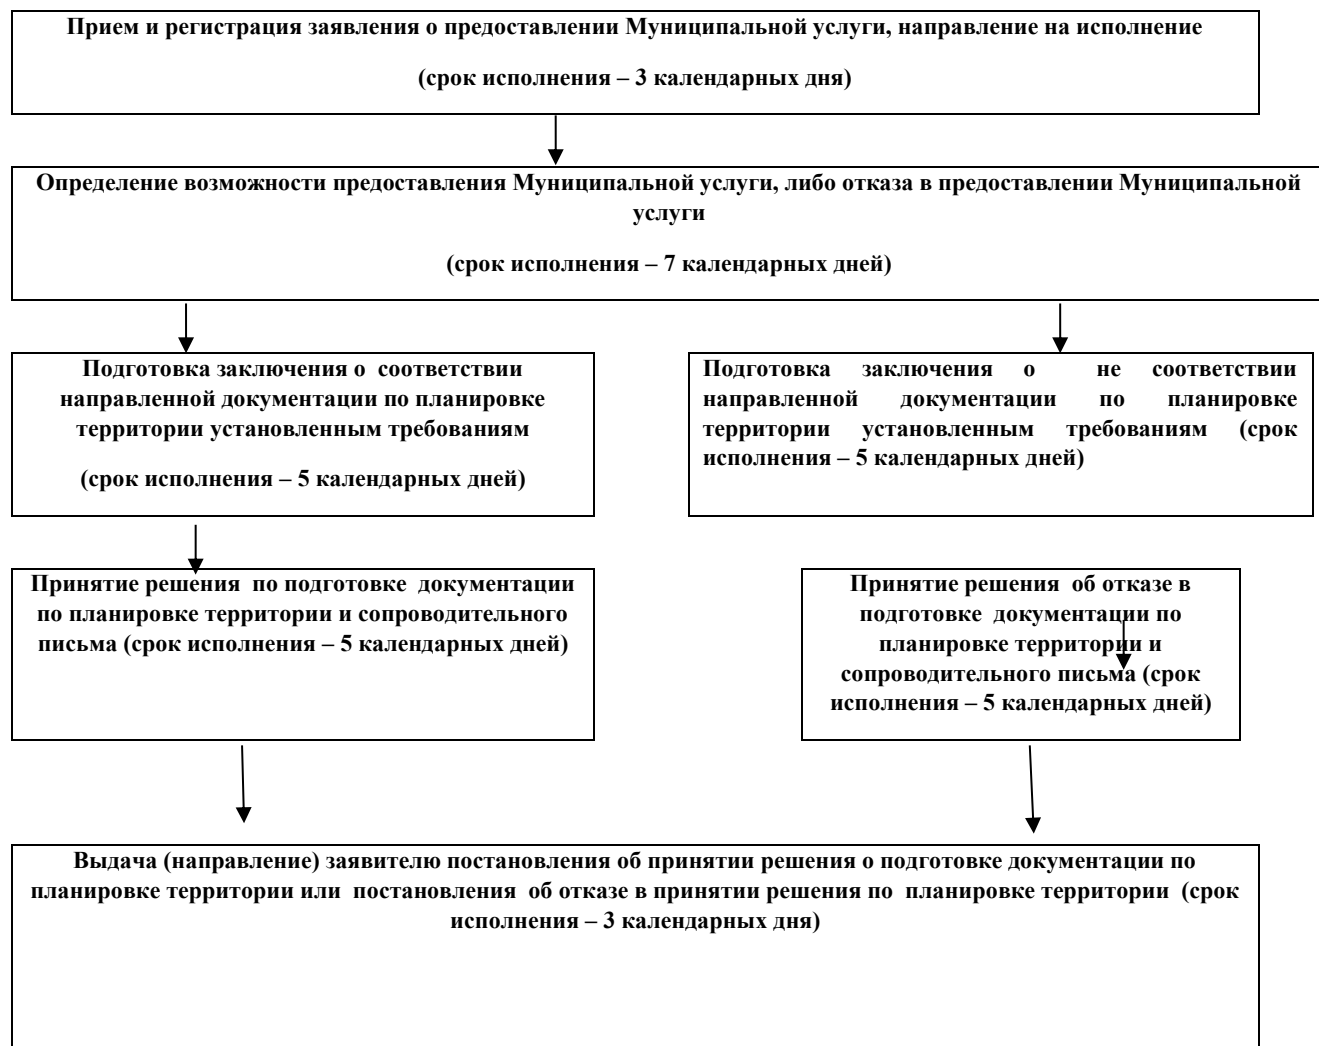 Прием и регистрация заявления о предоставлении Муниципальной услуги, направление на исполнение
(срок исполнения – 3 календарных дня)
Определение возможности предоставления Муниципальной услуги, либо отказа в предоставлении Муниципальной
услуги
(срок исполнения – 7 календарных дней)
Подготовка заключения о соответствии
направленной документации по планировке
территории установленным требованиям
(срок исполнения – 5 календарных дней)
Подготовка заключения о не соответствии
направленной документации по планировке
территории установленным требованиям (срок
исполнения – 5 календарных дней)
Принятие решения по подготовке документации
по планировке территории и сопроводительного
письма (срок исполнения – 5 календарных дней)
Принятие решения об отказе в
подготовке документации по
планировке территории и
сопроводительного письма (срок
исполнения – 5 календарных дней)
Выдача (направление) заявителю постановления об принятии решения о подготовке документации по
планировке территории или постановления об отказе в принятии решения по планировке территории (срок
исполнения – 3 календарных дня)